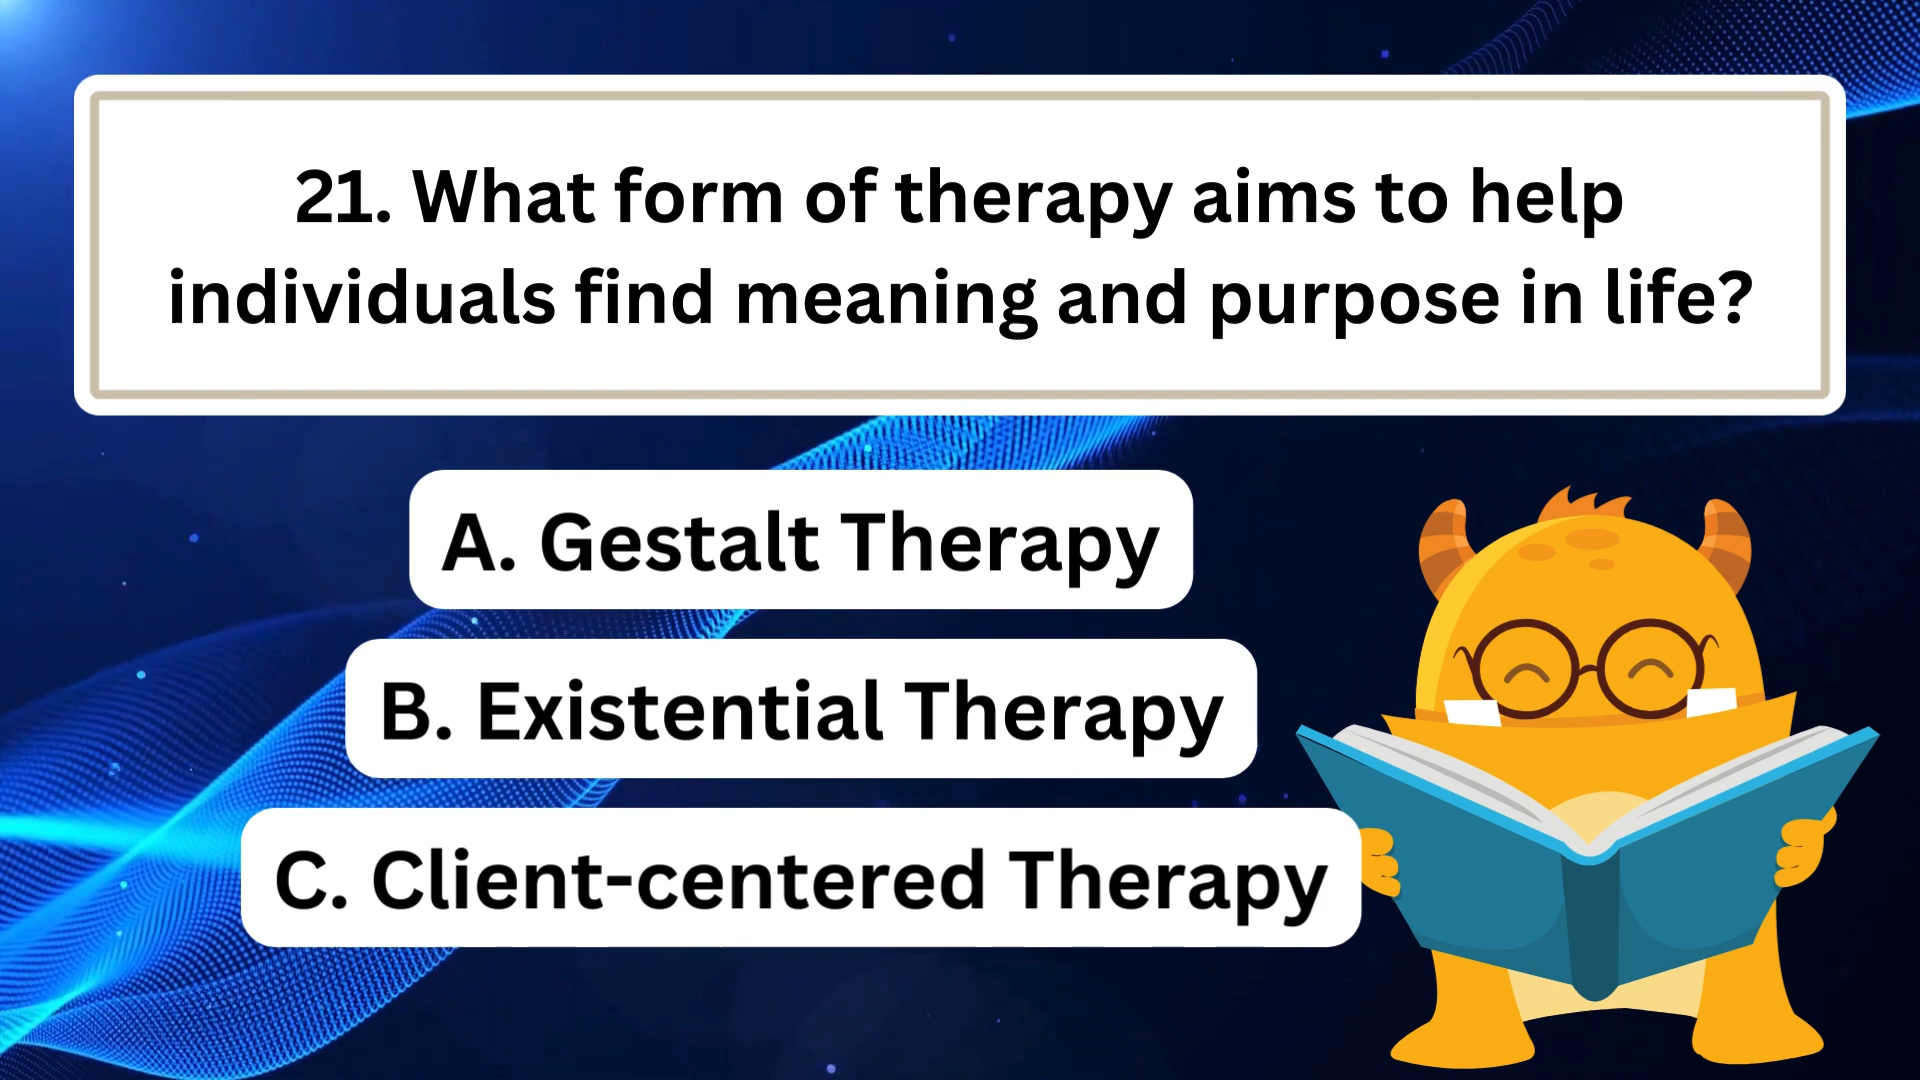 21. What form of therapy aims to help
individuals find meaning and purpose in life?
A. Gestalt Therapy
B. Existential Therapy
C. Client-centered Therapy